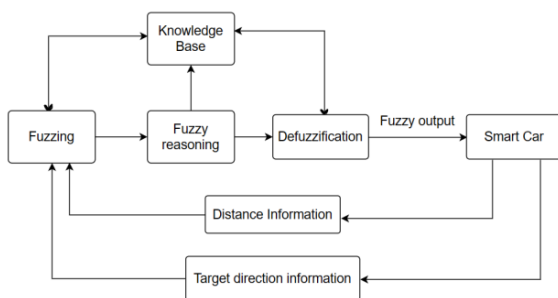 Knowledge
Base
Fuzzing
Fuzzy
reasoning
Defuzzification
Fuzzy output
Smart Car
Distance Information
Target direction information